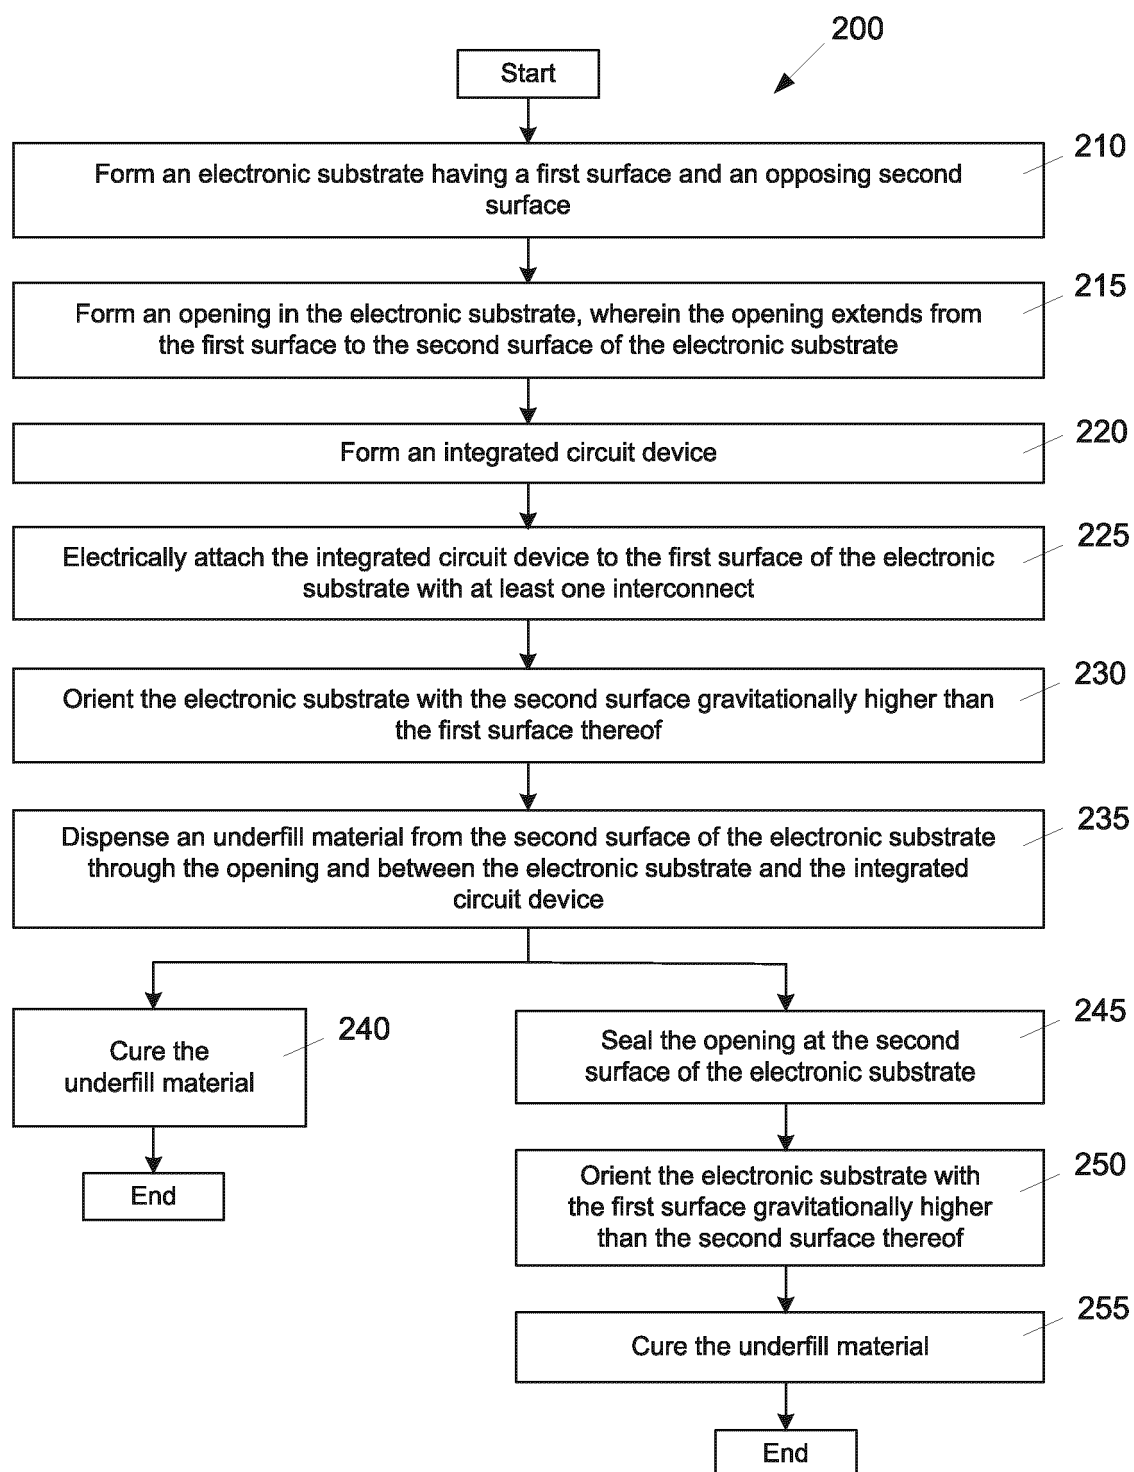 200
Start
210
Form an electronic substrate having a first surface and an opposing second
surface
215
Form an opening in the electronic substrate, wherein the opening extends from
the first surface to the second surface of the electronic substrate
220
Form an integrated circuit device
225
Electrically attach the integrated circuit device to the first surface of the electronic
substrate with at least one interconnect
230
Orient the electronic substrate with the second surface gravitationally higher than
the first surface thereof
235
Dispense an underfill material from the second surface of the electronic substrate
through the opening and between the electronic substrate and the integrated
circuit device
240
Cure the
underfill material
End
245
Seal the opening at the second
surface of the electronic substrate
250
Orient the electronic substrate with
the first surface gravitationally higher
than the second surface thereof
255
Cure the underfill material
End